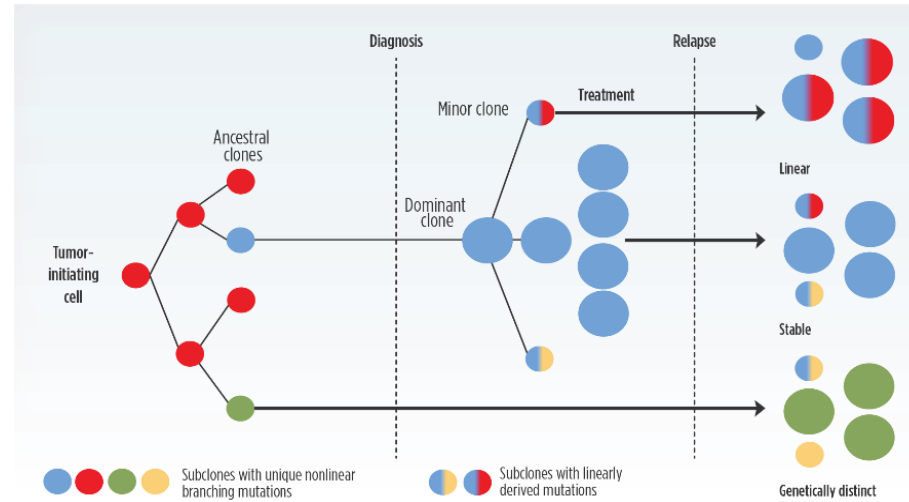 Diagnosis
Relapse
Minor clone
Treatment
Ancestral
clones
Linear
Dominant
clone
Tumor-
initiating
cell
Stable
Subclones with unique nonlinear
branching mutations
Subclones with linearly
derived mutations
Genetically distinct